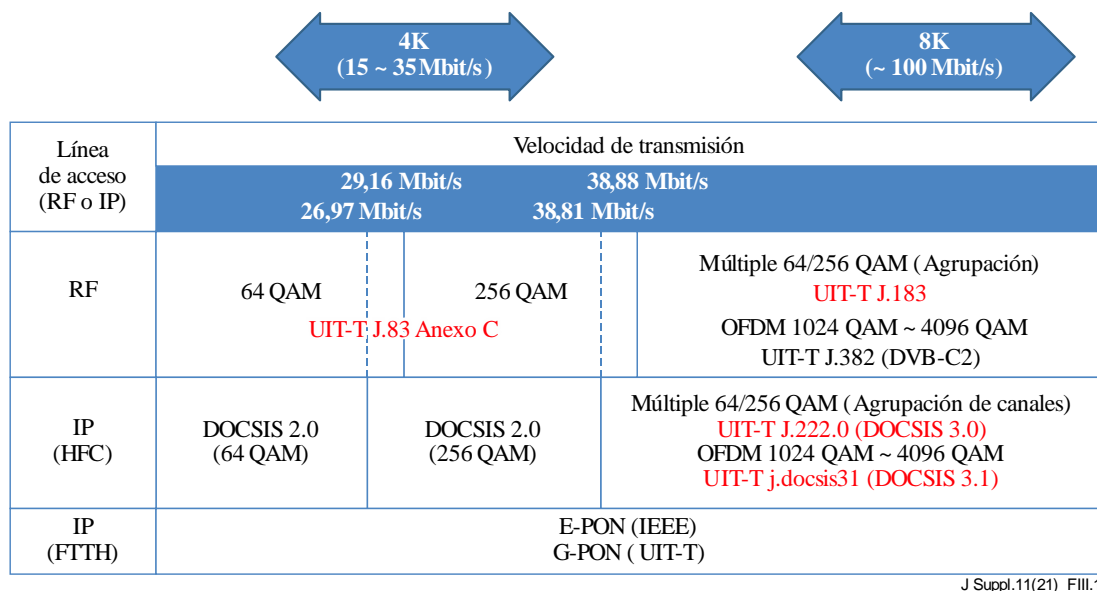 4K
(15 ~ 35 Mbit/s)
8K
(~ 100 Mbit/s)
Línea
de acceso
(RF o IP)
Velocidad de transmisión
29,16 Mbit/s
38,88 Mbit/s
26,97 Mbit/s
38,81 Mbit/s
RF
64 QAM
256 QAM
UIT-T J.83 Anexo C
Múltiple 64/256 QAM (Agrupación)
UIT-T J.183
OFDM 1024 QAM ~ 4096 QAM
UIT-T J.382 (DVB-C2)
IP
(HFC)
DOCSIS 2.0
(64 QAM)
DOCSIS 2.0
(256 QAM)
Múltiple 64/256 QAM (Agrupación de canales)
UIT-T J.222.0 (DOCSIS 3.0)
OFDM 1024 QAM ~ 4096 QAM
UIT-T j.docsis31 (DOCSIS 3.1)
IP
(FTTH)
E-PON (IEEE)
G-PON ( UIT-T)
J Suppl.11(21)_FIII.1